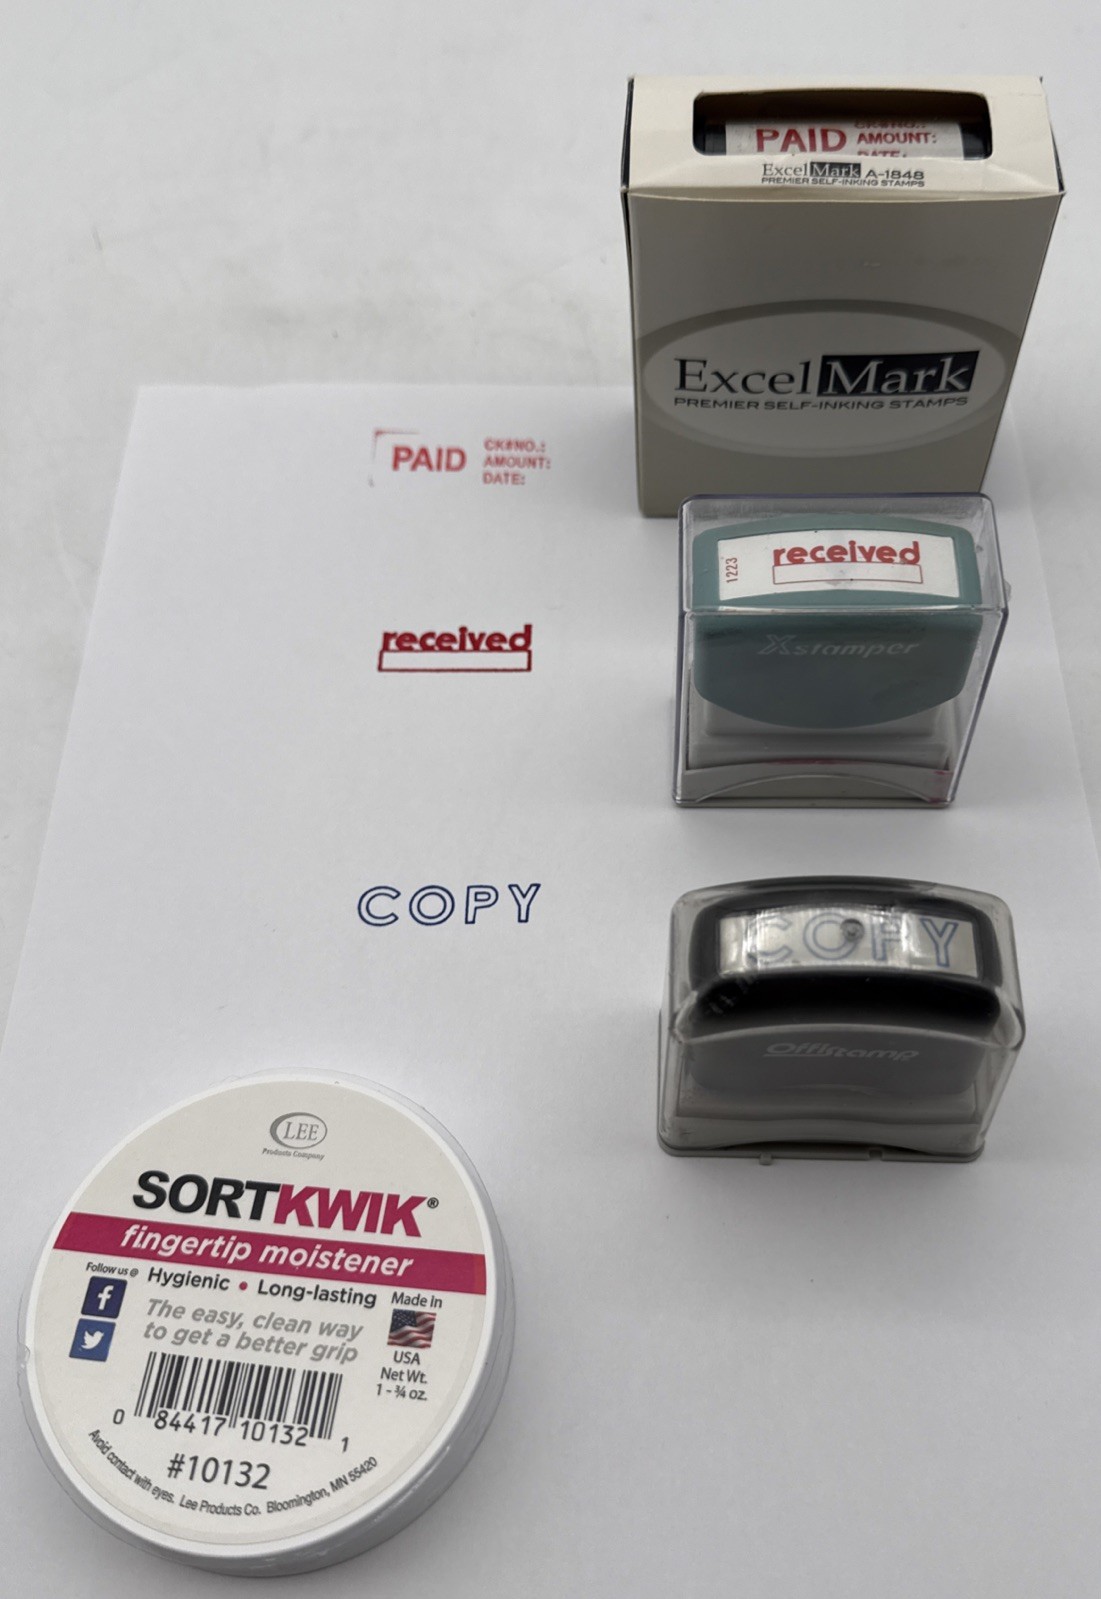 PAID
CK#NO.:
AMOUNT:
DATE:
ExcelMark A-1848
PREMIER SELF-INKING STAMPS
ExcelMark
PREMIER SELF-INKING STAMPS
PAID
CK#NO.:
AMOUNT:
DATE:
1223
received
Xstamper
received
COPY
COPY
Offistamp
LEE
Products Company
SORTKWIK®
fingertip moistener
Follow us @
Hygienic • Long-lasting
The easy, clean way
to get a better grip
Made In
USA
Net Wt.
1 - ¾ oz.
0 84417 10132 1
#10132
Avoid contact with eyes. Lee Products Co. Bloomington, MN 55420